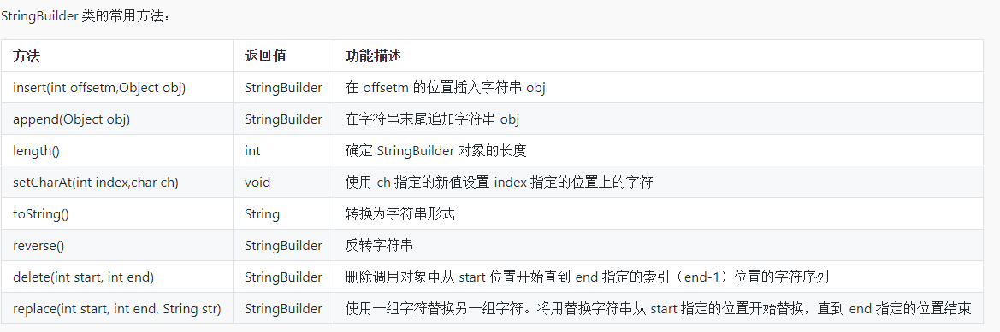 StringBuilder 类的常用方法：
方法 返回值 功能描述
insert(int offsetm,Object obj) StringBuilder 在 offsetm 的位置插入字符串 obj
append(Object obj) StringBuilder 在字符串末尾追加字符串 obj
length() int 确定 StringBuilder 对象的长度
setCharAt(int index,char ch) void 使用 ch 指定的新值设置 index 指定的位置上的字符
toString() String 转换为字符串形式
reverse() StringBuilder 反转字符串
delete(int start, int end) StringBuilder 删除调用对象中从 start 位置开始直到 end 指定的索引（end-1）位置的字符序列
replace(int start, int end, String str) StringBuilder 使用一组字符替换另一组字符。将用替换字符串从 start 指定的位置开始替换，直到 end 指定的位置结束